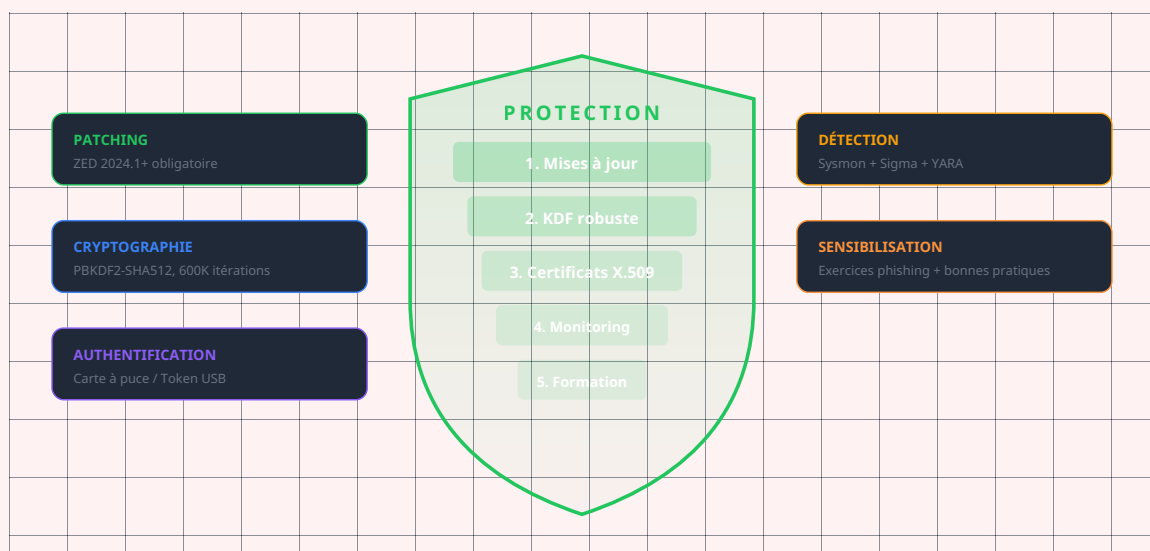 PATCHING
ZED 2024.1+ obligatoire
CRYPTOGRAPHIE
PBKDF2-SHA512, 600K itérations
AUTHENTIFICATION
Carte à puce / Token USB
PROTECTION
1. Mises à jour
2. KDF robuste
3. Certificats X.509
4. Monitoring
5. Formation
DÉTECTION
Sysmon + Sigma + YARA
SENSIBILISATION
Exercices phishing + bonnes pratiques